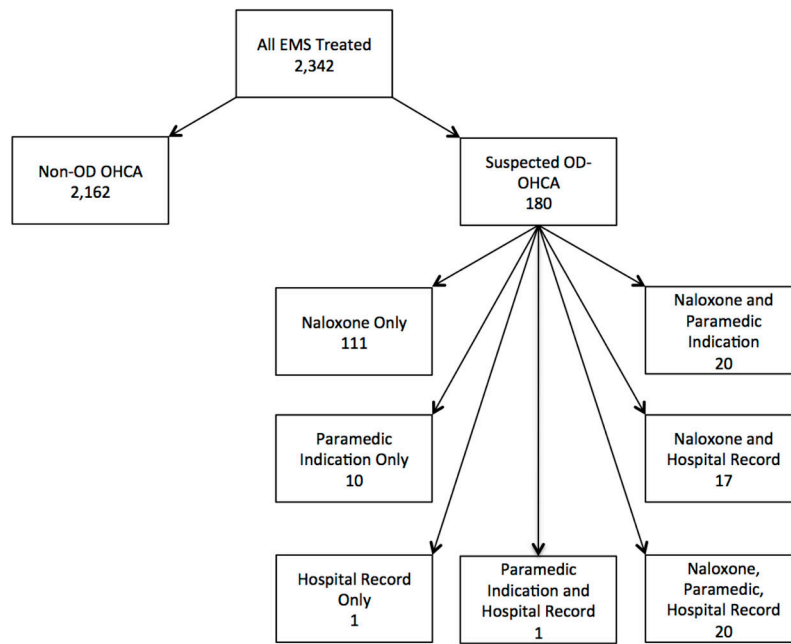 All EMS Treated
2,342
Non-OD OHCA
2,162
Suspected OD-
OHCA
180
Naloxone Only
111
Naloxone and
Paramedic
Indication
20
Paramedic
Indication Only
10
Naloxone and
Hospital Record
17
Hospital Record
Only
1
Paramedic
Indication and
Hospital Record
1
Naloxone,
Paramedic,
Hospital Record
20